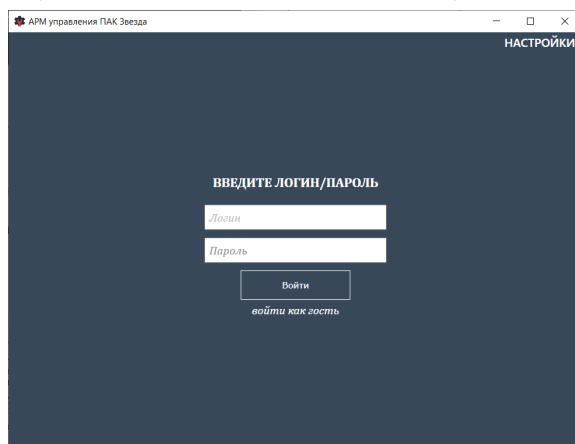 АРМ управления ПАК Звезда
НАСТРОЙКИ
ВВЕДИТЕ ЛОГИН/ПАРОЛЬ
Логин
Пароль
Войти
войти как гость